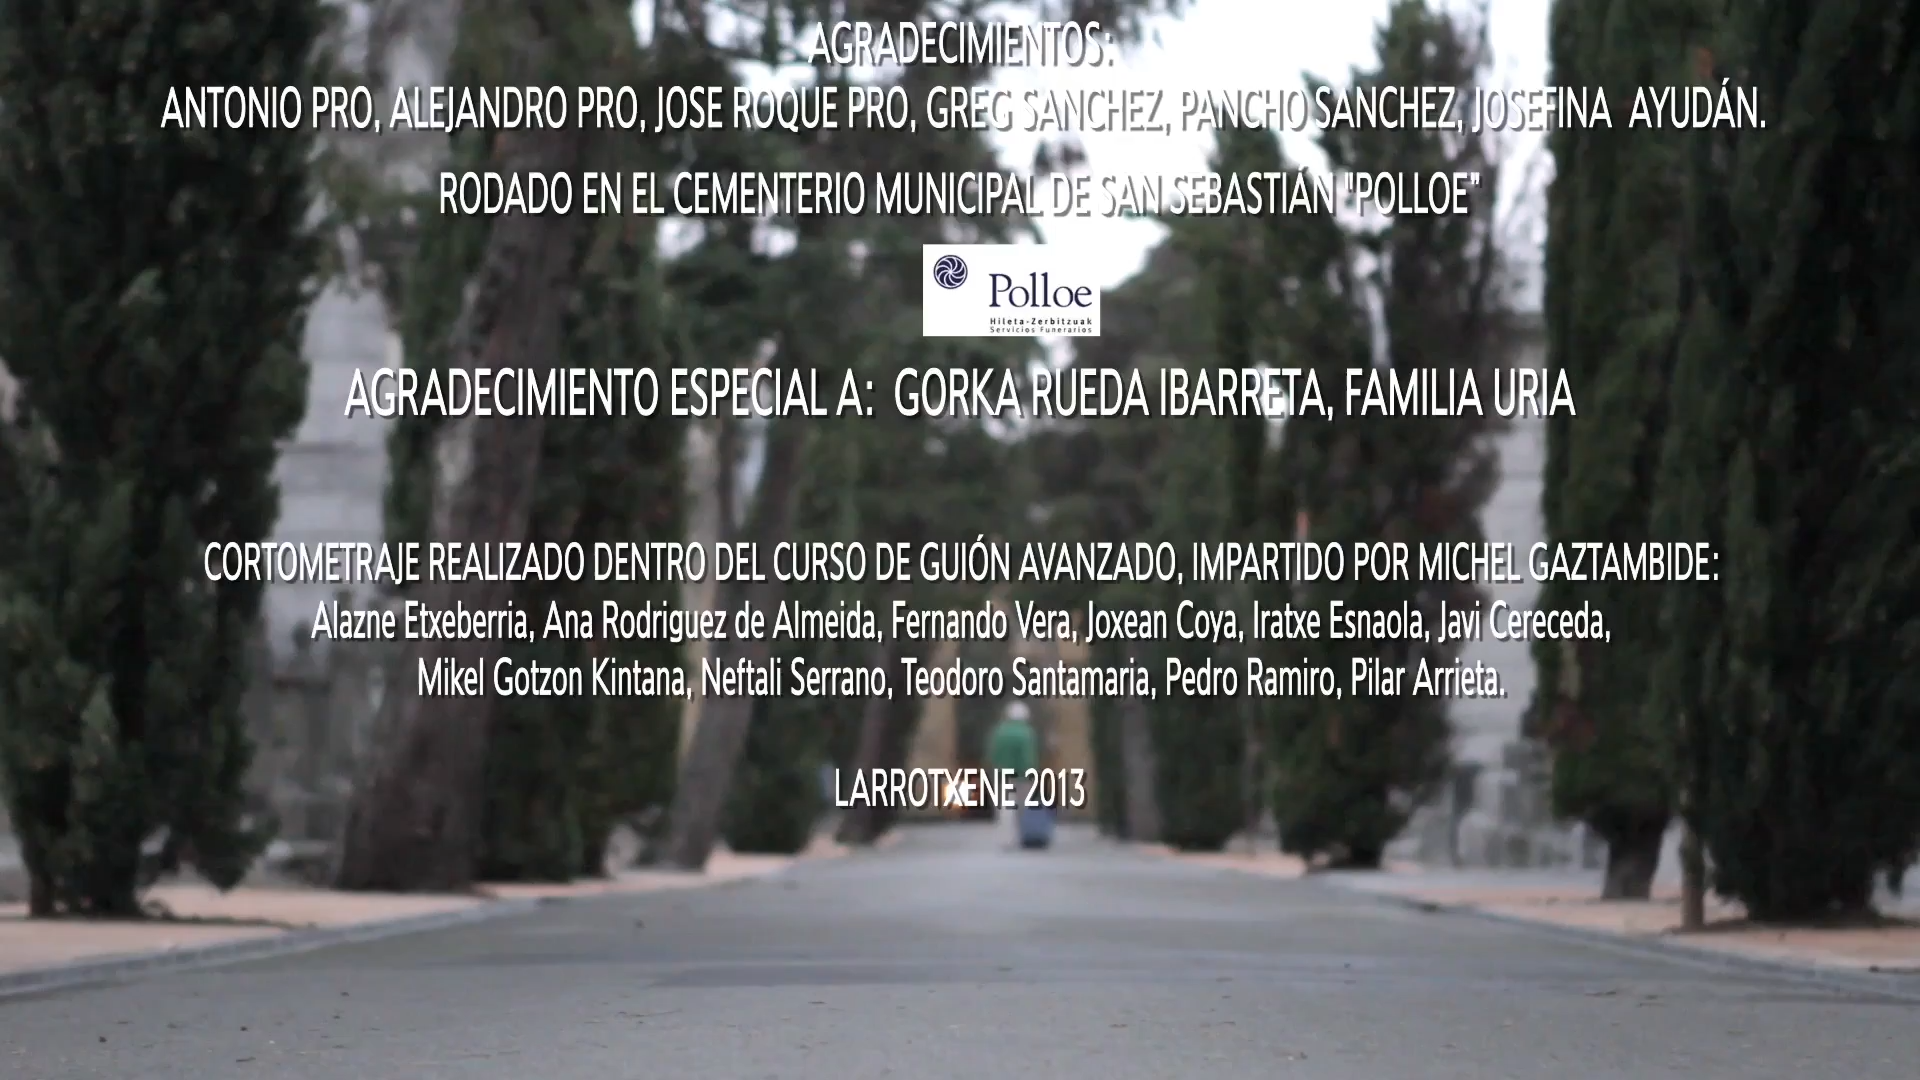 AGRADECIMIENTOS:
ANTONIO PRO, ALEJANDRO PRO, JOSE ROQUE PRO, GREG SANCHEZ, PANCHO SANCHEZ, JOSEFINA AYUDÁN.
RODADO EN EL CEMENTERIO MUNICIPAL DE SAN SEBASTIÁN "POLLOE"
Polloe
Hileta-Zerbitzuak
Servicios Funerarios
AGRADECIMIENTO ESPECIAL A: GORKA RUEDA IBARRETA, FAMILIA URIA
CORTOMETRAJE REALIZADO DENTRO DEL CURSO DE GUIÓN AVANZADO, IMPARTIDO POR MICHEL GAZTAMBIDE:
Alazne Etxeberria, Ana Rodriguez de Almeida, Fernando Vera, Joxean Coya, Iratxe Esnaola, Javi Cereceda,
Mikel Gotzon Kintana, Neftali Serrano, Teodoro Santamaria, Pedro Ramiro, Pilar Arrieta.
LARROTXENE 2013